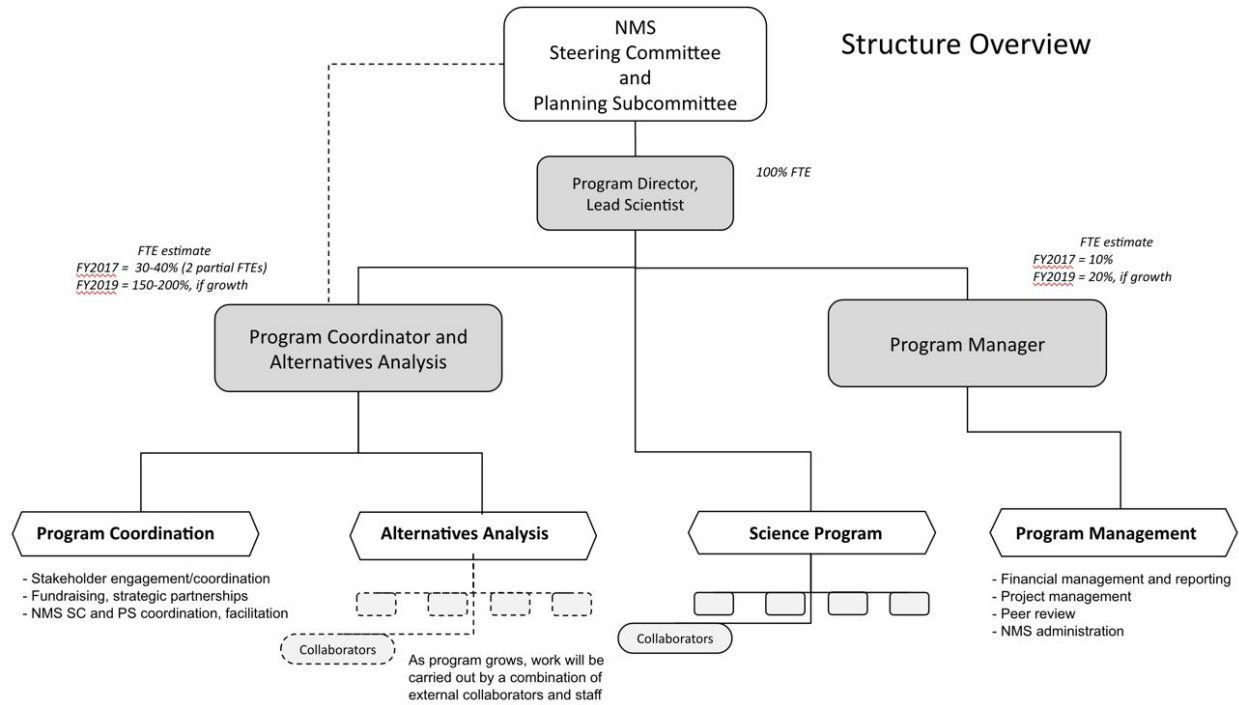 NMS
Steering Committee
and
Planning Subcommittee
Structure Overview
Program Director,
Lead Scientist
100% FTE
FTE estimate
FY2017 = 30-40% (2 partial FTEs)
FY2019 = 150-200%, if growth
FTE estimate
FY2017 = 10%
FY2019 = 20%, if growth
Program Coordinator and
Alternatives Analysis
Program Manager
Program Coordination
Alternatives Analysis
Science Program
Program Management
- Stakeholder engagement/coordination
- Fundraising, strategic partnerships
- NMS SC and PS coordination, facilitation
- Financial management and reporting
- Project management
- Peer review
- NMS administration
Collaborators
Collaborators
As program grows, work will be
carried out by a combination of
external collaborators and staff